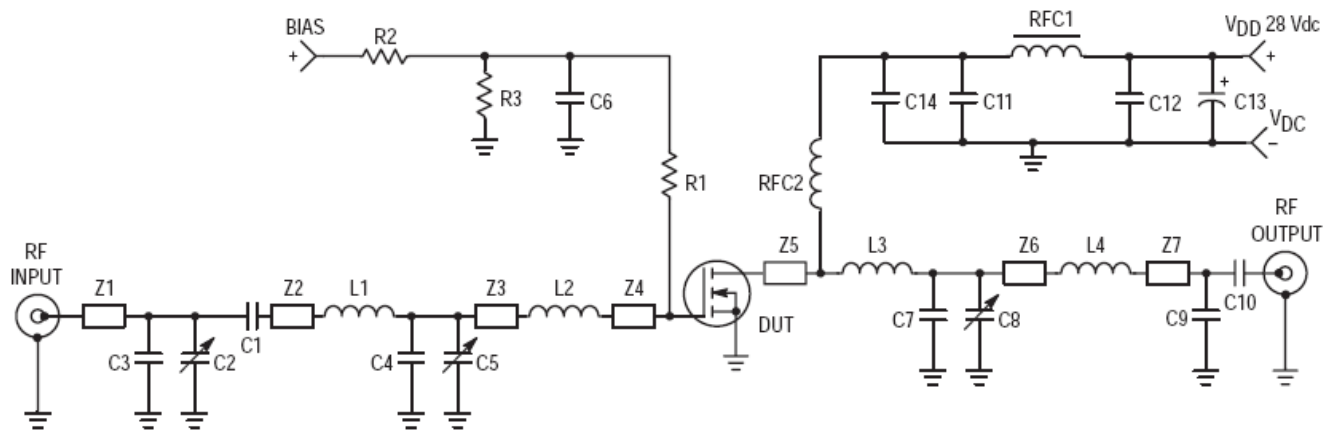 BIAS
+
R2
R3
C6
R1
RFC1
VDD 28 Vdc
+
C14
C11
C12
+
C13
VDC
–
RFC2
RF
INPUT
Z1
C3
C2
C1
Z2
L1
C4
C5
Z3
L2
Z4
DUT
Z5
L3
C7
C8
Z6
L4
Z7
C9
C10
RF
OUTPUT